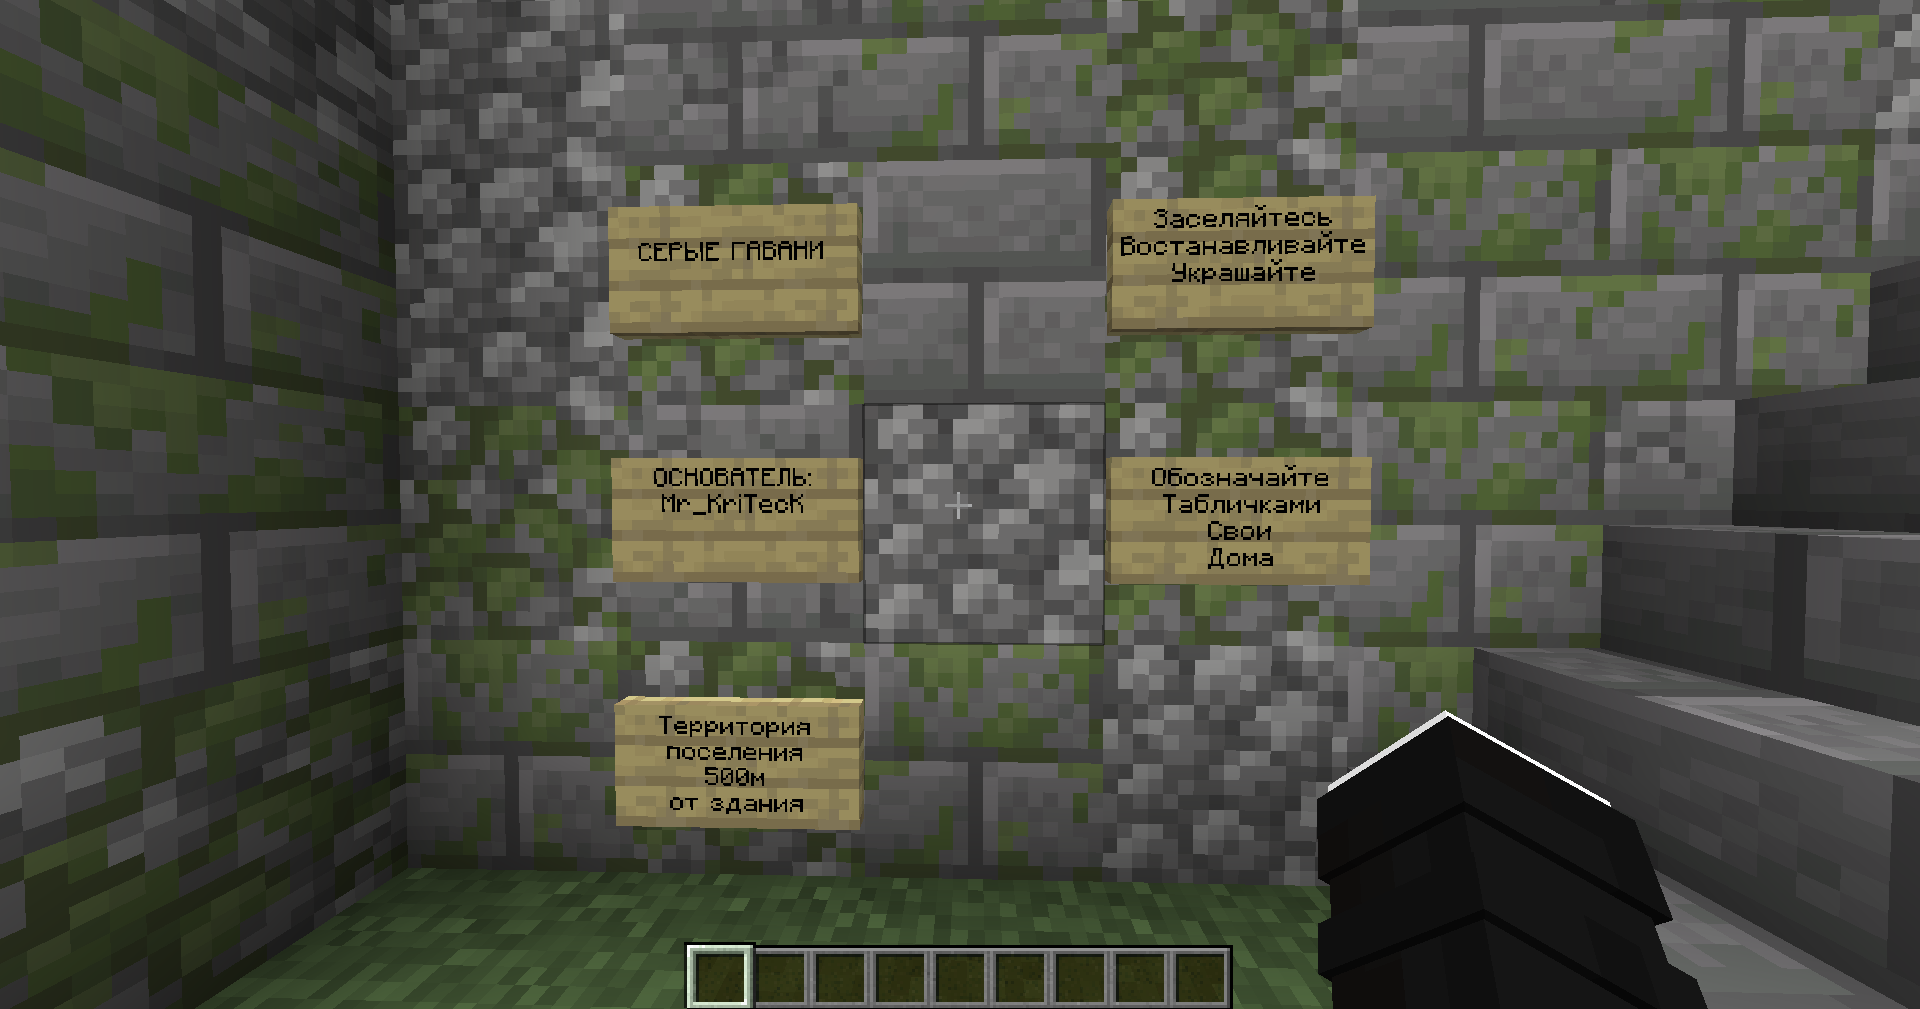 СЕРЫЕ ГАВАНИ
ОСНОВАТЕЛЬ:
Mr_KriTecK
Территория
поселения
500м
от здания
Заселяйтесь
Востанавливайте
Украшайте
Обозначайте
Табличками
Свои
Дома